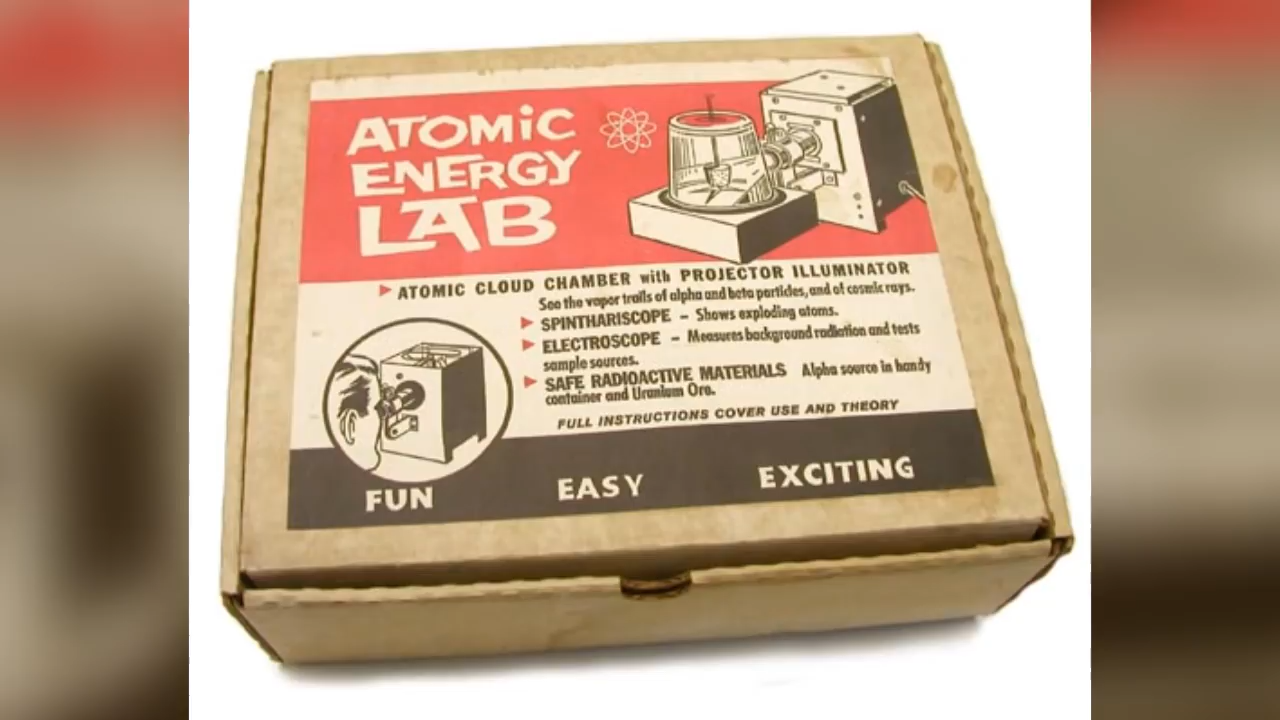 ATOMiC
ENERGY
LAB
ATOMIC CLOUD CHAMBER with PROJECTOR ILLUMINATOR
See the vapor trails of alpha and beta particles, and of cosmic rays.
SPINTHARISCOPE – Shows exploding atoms.
ELECTROSCOPE – Measures background radiation and tests
sample sources.
SAFE RADIOACTIVE MATERIALS Alpha source in handy
container and Uranium Ore.
FULL INSTRUCTIONS COVER USE AND THEORY
FUN EASY EXCITING